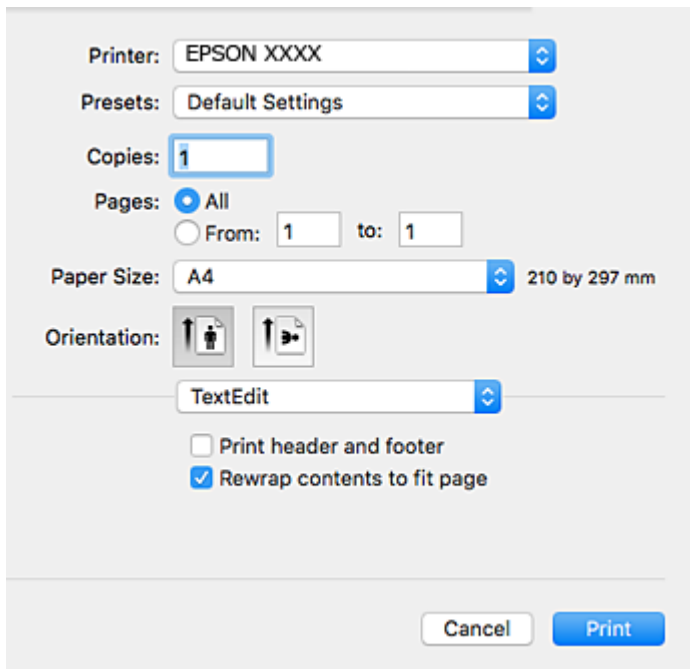 Printer: EPSON XXXX
Presets: Default Settings
Copies: 1
Pages: All
From: 1 to: 1
Paper Size: A4 210 by 297 mm
Orientation:
TextEdit
Print header and footer
Rewrap contents to fit page
Cancel Print